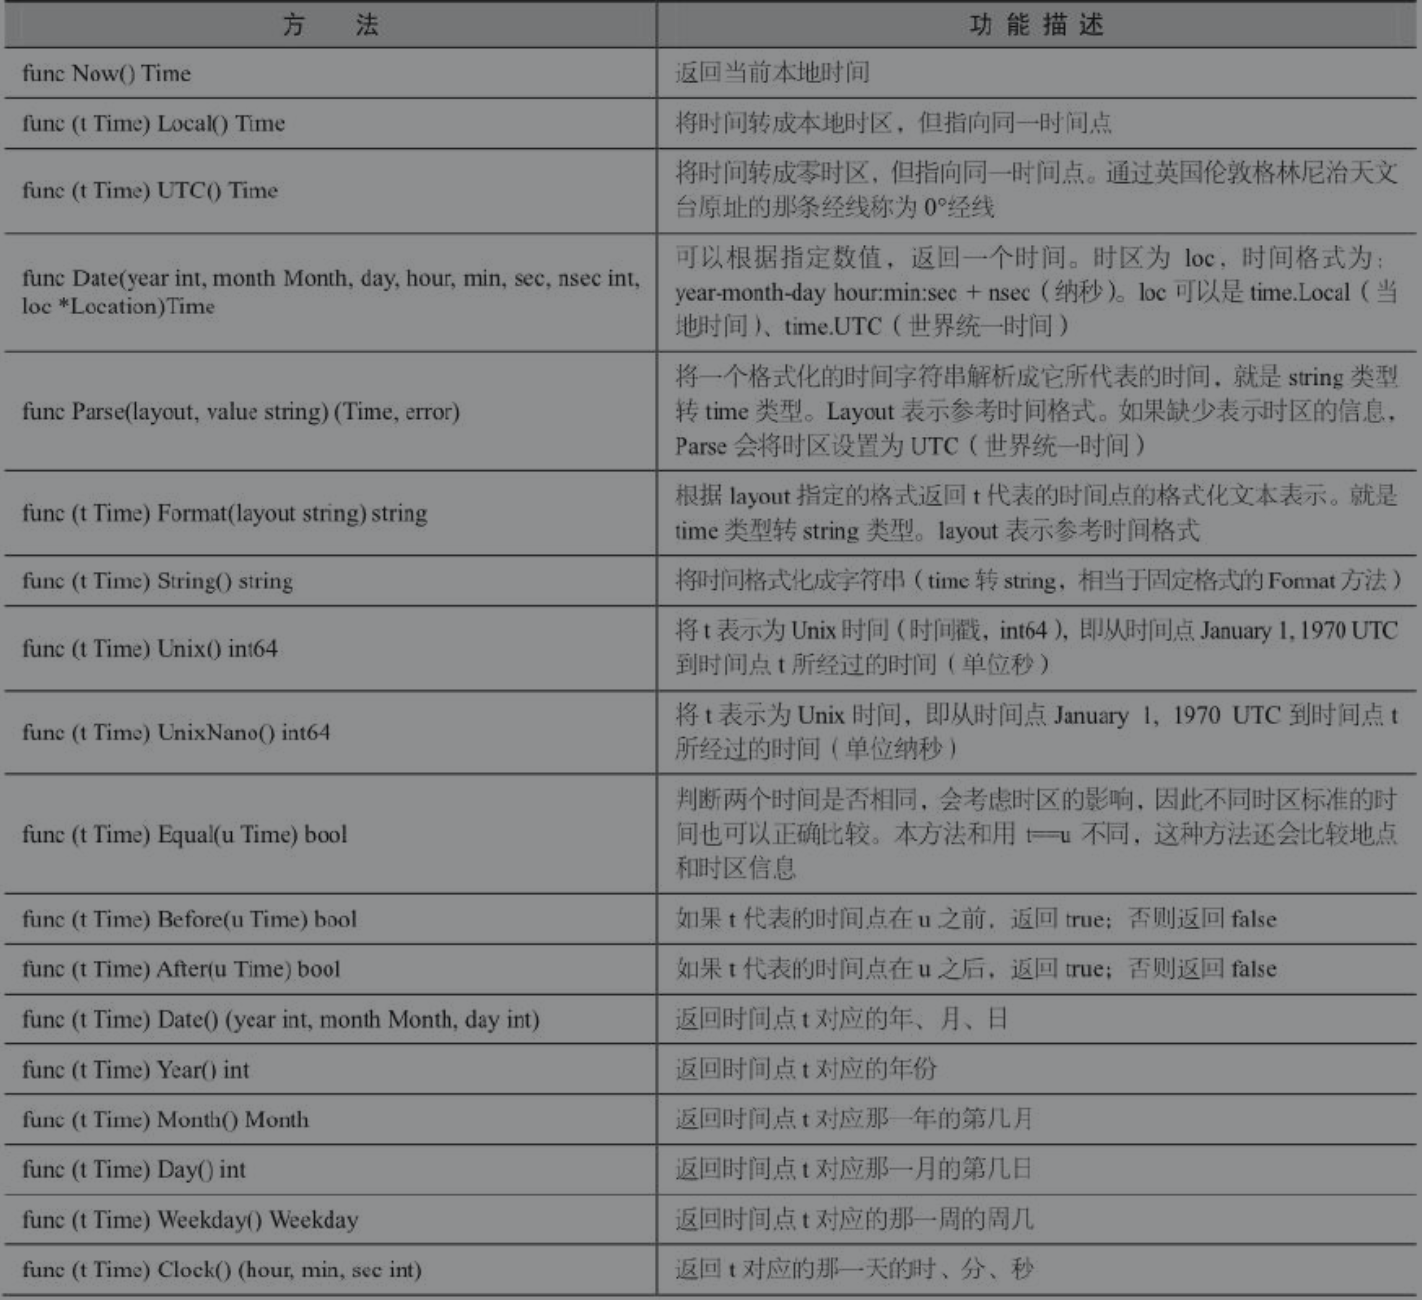 方 法
功 能 描 述
func Now() Time
返回当前本地时间
func (t Time) Local() Time
将时间转成本地时区，但指向同一时间点
func (t Time) UTC() Time
将时间转成零时区，但指向同一时间点。通过英国伦敦格林尼治天文
台原址的那条经线称为 0°经线
func Date(year int, month Month, day, hour, min, sec, nsec int,
loc *Location)Time
可以根据指定数值，返回一个时间。时区为 loc，时间格式为：
year-month-day hour:min:sec + nsec（纳秒）。loc 可以是 time.Local（当
地时间）、time.UTC（世界统一时间）
func Parse(layout, value string) (Time, error)
将一个格式化的时间字符串解析成它所代表的时间，就是 string 类型
转 time 类型。Layout 表示参考时间格式。如果缺少表示时区的信息，
Parse 会将时区设置为 UTC（世界统一时间）
func (t Time) Format(layout string) string
根据 layout 指定的格式返回 t 代表的时间点的格式化文本表示。就是
time 类型转 string 类型。layout 表示参考时间格式
func (t Time) String() string
将时间格式化成字符串（time 转 string，相当于固定格式的 Format 方法）
func (t Time) Unix() int64
将 t 表示为 Unix 时间（时间戳，int64），即从时间点 January 1, 1970 UTC
到时间点 t 所经过的时间（单位秒）
func (t Time) UnixNano() int64
将 t 表示为 Unix 时间，即从时间点 January 1, 1970 UTC 到时间点 t
所经过的时间（单位纳秒）
func (t Time) Equal(u Time) bool
判断两个时间是否相同，会考虑时区的影响，因此不同时区标准的时
间也可以正确比较。本方法和用 t==u 不同，这种方法还会比较地点
和时区信息
func (t Time) Before(u Time) bool
如果 t 代表的时间点在 u 之前，返回 true；否则返回 false
func (t Time) After(u Time) bool
如果 t 代表的时间点在 u 之后，返回 true；否则返回 false
func (t Time) Date() (year int, month Month, day int)
返回时间点 t 对应的年、月、日
func (t Time) Year() int
返回时间点 t 对应的年份
func (t Time) Month() Month
返回时间点 t 对应那一年的第几月
func (t Time) Day() int
返回时间点 t 对应那一月的第几日
func (t Time) Weekday() Weekday
返回时间点 t 对应的那一周的周几
func (t Time) Clock() (hour, min, sec int)
返回 t 对应的那一天的时、分、秒